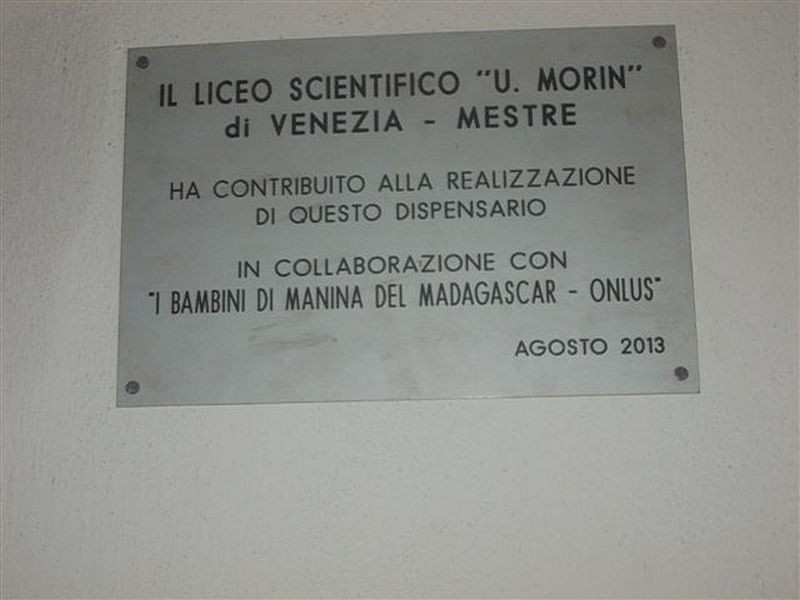 IL LICEO SCIENTIFICO "U. MORIN"
di VENEZIA - MESTRE
HA CONTRIBUITO ALLA REALIZZAZIONE
DI QUESTO DISPENSARIO
IN COLLABORAZIONE CON
"I BAMBINI DI MANINA DEL MADAGASCAR - ONLUS"
AGOSTO 2013